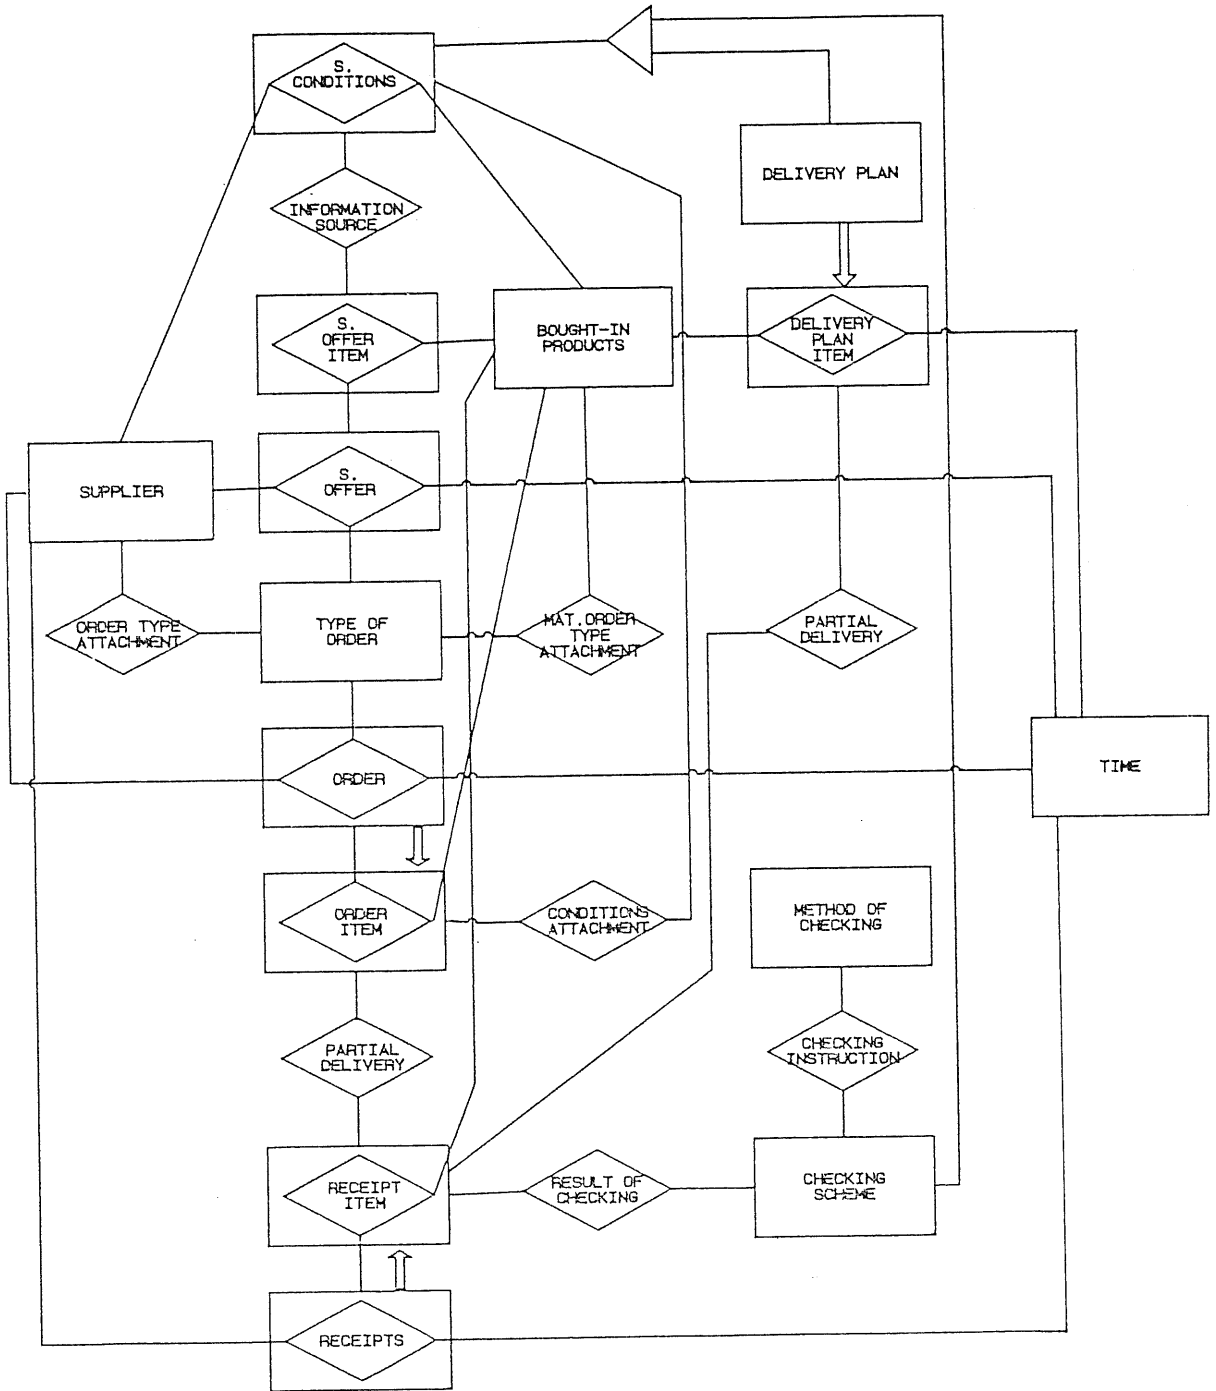 S.
CONDITIONS
DELIVERY PLAN
INFORMATION
SOURCE
S.
OFFER
ITEM
BOUGHT-IN
PRODUCTS
DELIVERY
PLAN
ITEM
SUPPLIER
S.
OFFER
ORDER TYPE
ATTACHMENT
TYPE OF
ORDER
MAT.ORDER
TYPE
ATTACHMENT
PARTIAL
DELIVERY
ORDER
TIME
ORDER
ITEM
CONDITIONS
ATTACHMENT
METHOD OF
CHECKING
PARTIAL
DELIVERY
CHECKING
INSTRUCTION
RECEIPT
ITEM
RESULT OF
CHECKING
CHECKING
SCHEME
RECEIPTS